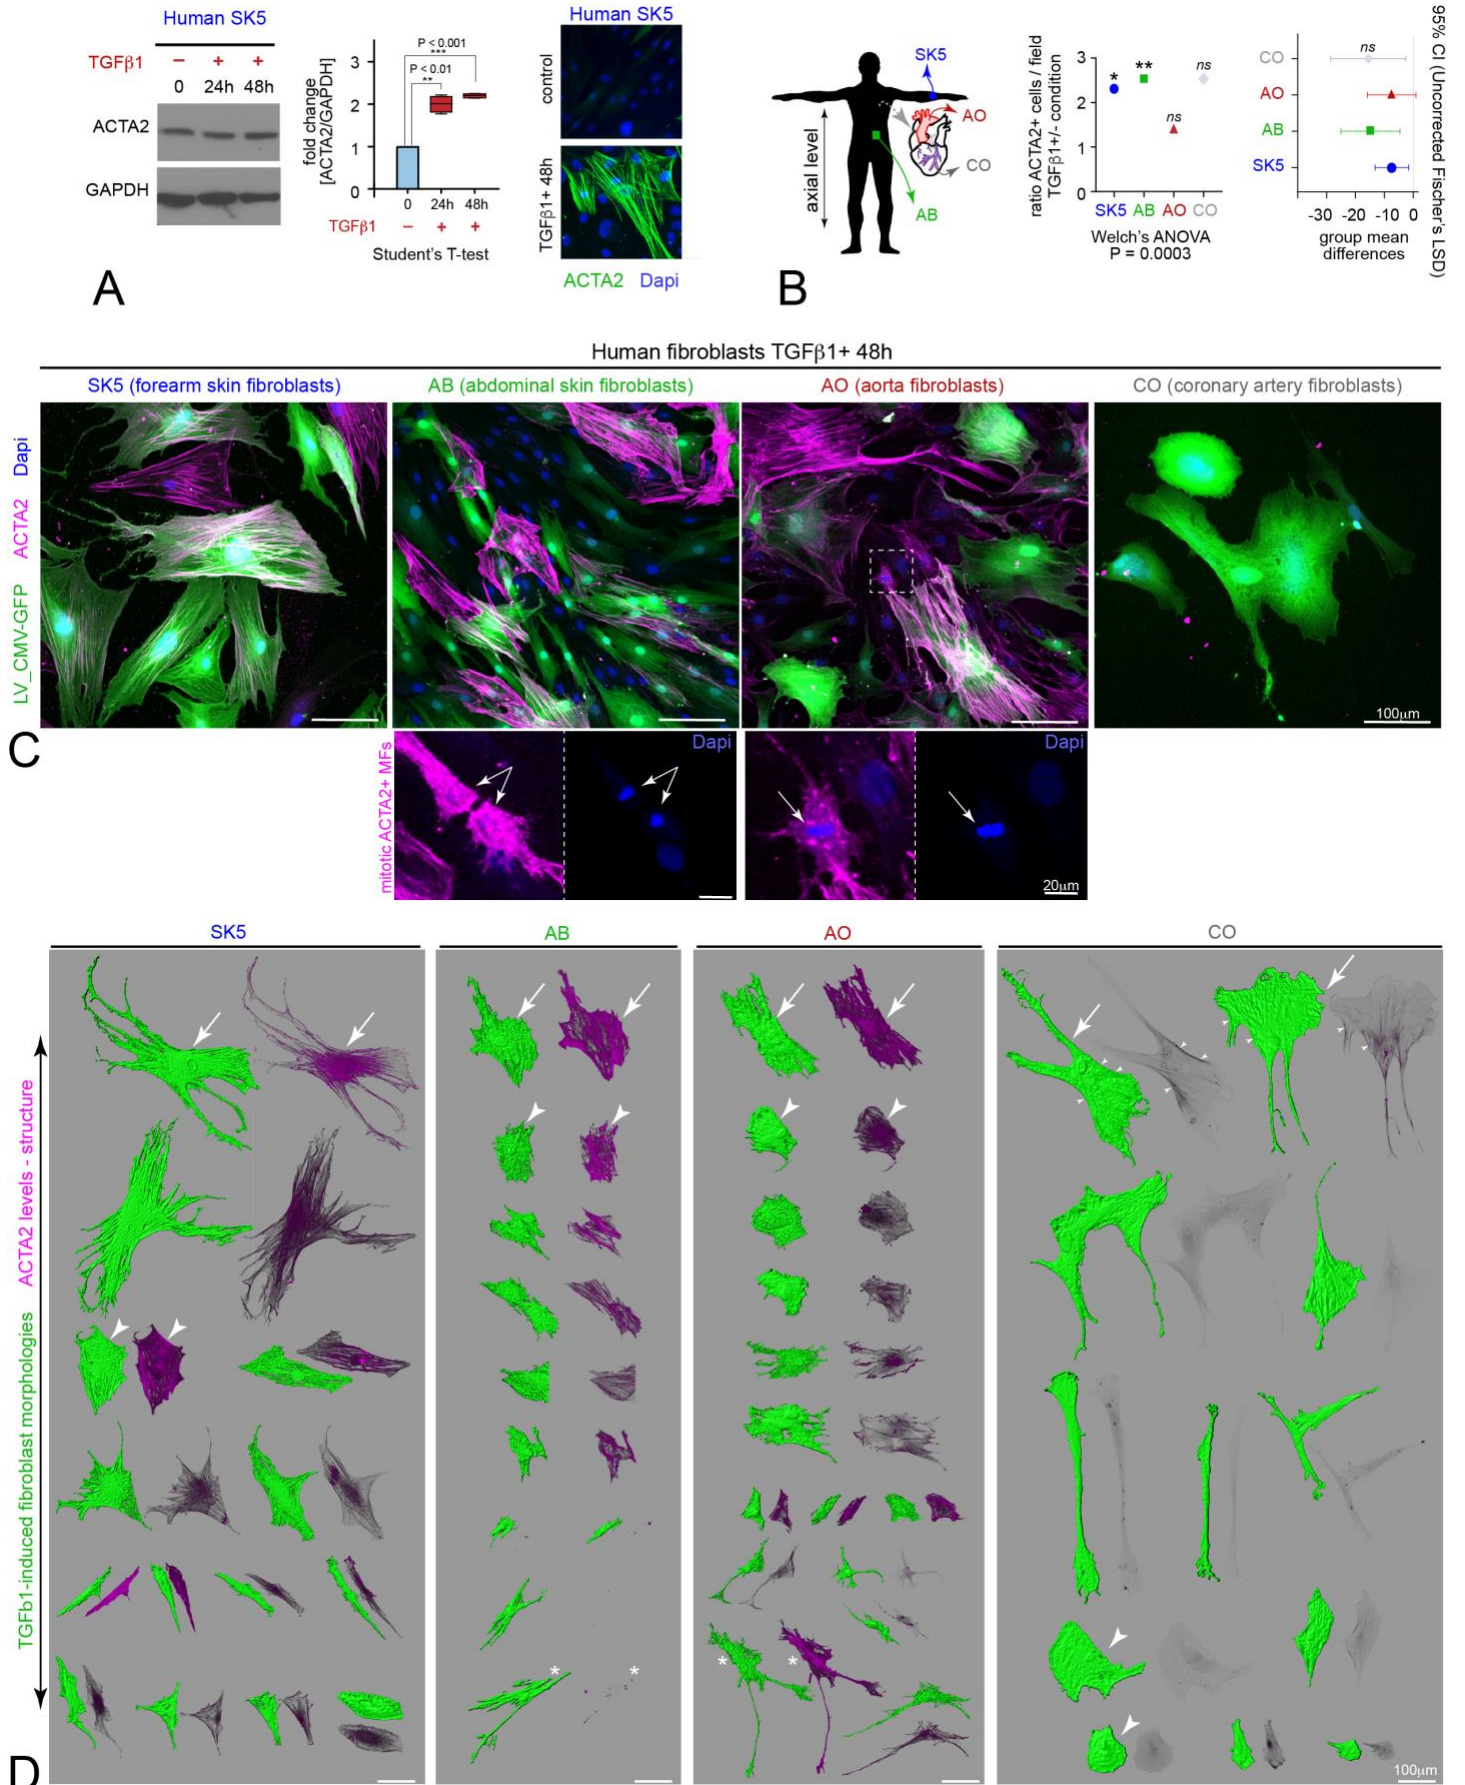 Human SK5
TGFβ1 − + +
0 24h 48h
ACTA2
GAPDH
fold change
[ACTA2/GAPDH]
3
2
1
0
P < 0.001
***
P < 0.01
**
0 24h 48h
TGFβ1 − + +
Student's T-test
Human SK5
control
TGFβ1+ 48h
ACTA2 Dapi
A
axial level
SK5
AO
CO
AB
ratio ACTA2+ cells / field
TGFβ1+/- condition
3
2
1
0
*
**
ns
ns
SK5 AB AO CO
Welch's ANOVA
P = 0.0003
CO
AO
AB
SK5
ns
-30 -20 -10 0
group mean
differences
95% CI (Uncorrected Fischer's LSD)
B
Human fibroblasts TGFβ1+ 48h
SK5 (forearm skin fibroblasts)
AB (abdominal skin fibroblasts)
AO (aorta fibroblasts)
CO (coronary artery fibroblasts)
LV_CMV-GFP ACTA2 Dapi
100µm
C
mitotic ACTA2+ MFs
Dapi
Dapi
20µm
SK5
AB
AO
CO
TGFb1-induced fibroblast morphologies ACTA2 levels - structure
* *
* *
100µm
D